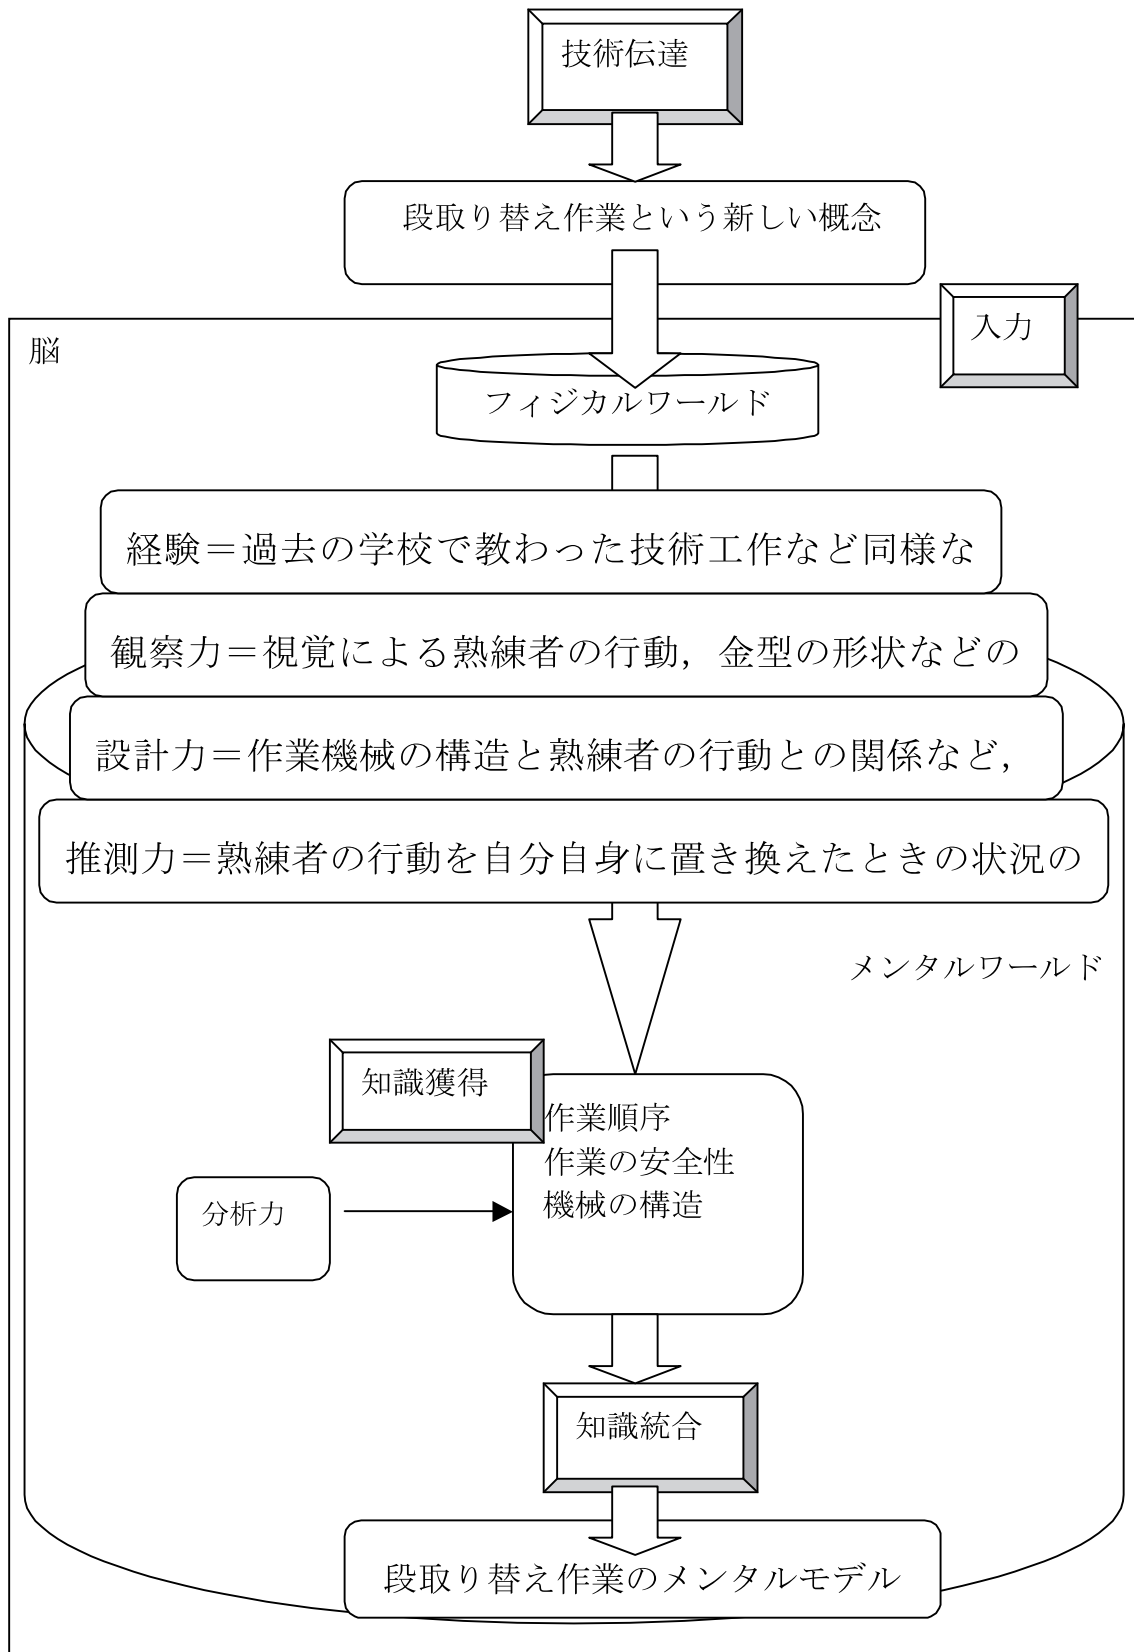 技術伝達
段取り替え作業という新しい概念
入力
脳
フィジカルワールド
経験＝過去の学校で教わった技術工作など同様な
観察力＝視覚による熟練者の行動，金型の形状などの
設計力＝作業機械の構造と熟練者の行動との関係など，
推測力＝熟練者の行動を自分自身に置き換えたときの状況の
メンタルワールド
知識獲得
作業順序
作業の安全性
機械の構造
分析力
知識統合
段取り替え作業のメンタルモデル